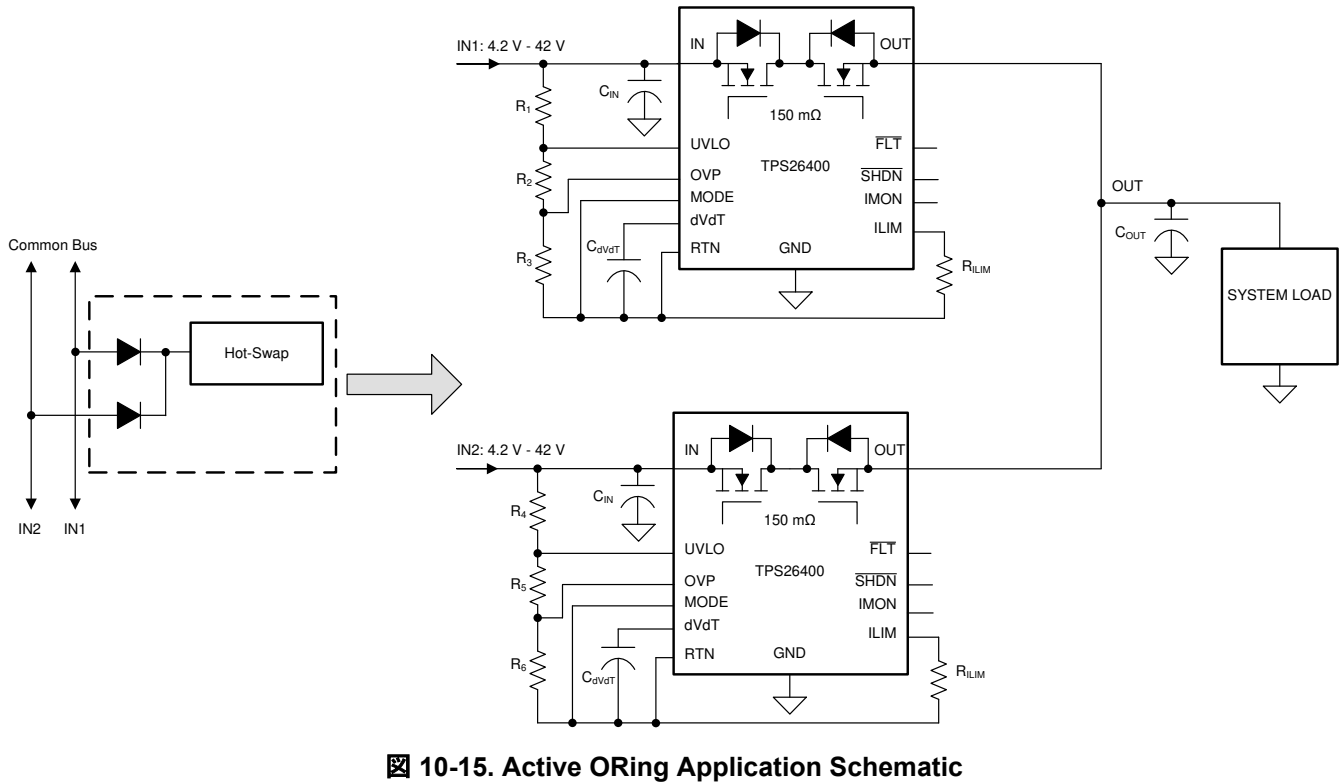 Common Bus
Hot-Swap
IN2
IN1
IN1: 4.2 V - 42 V
R1
R2
R3
CIN
CdVdT
IN
OUT
150 mΩ
UVLO
OVP
MODE
dVdT
RTN
TPS26400
GND
FLT
SHDN
IMON
ILIM
RILIM
OUT
COUT
SYSTEM LOAD
IN2: 4.2 V - 42 V
R4
R5
R6
CIN
CdVdT
IN
OUT
150 mΩ
UVLO
OVP
MODE
dVdT
RTN
TPS26400
GND
FLT
SHDN
IMON
ILIM
RILIM
図 10-15. Active ORing Application Schematic